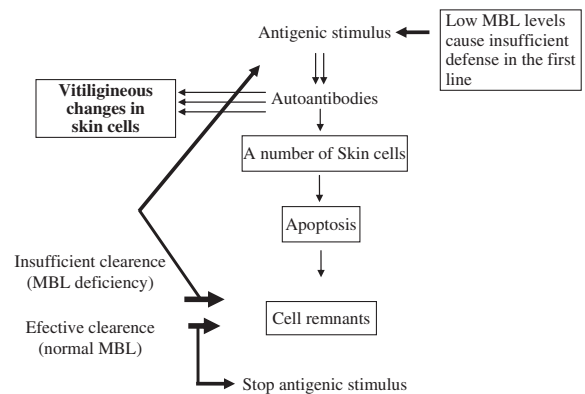 Antigenic stimulus
Low MBL levels
cause insufficient
defense in the first
line
Vitiligineous
changes in
skin cells
Autoantibodies
A number of Skin cells
Apoptosis
Insufficient clearence
(MBL deficiency)
Efective clearence
(normal MBL)
Cell remnants
Stop antigenic stimulus